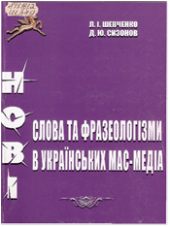 Л. І. ШЕВЧЕНКО
Д. Ю. СИЗОНОВ
НОВІ
СЛОВА ТА ФРАЗЕОЛОГІЗМИ
В УКРАЇНСЬКИХ МАС-МЕДІА